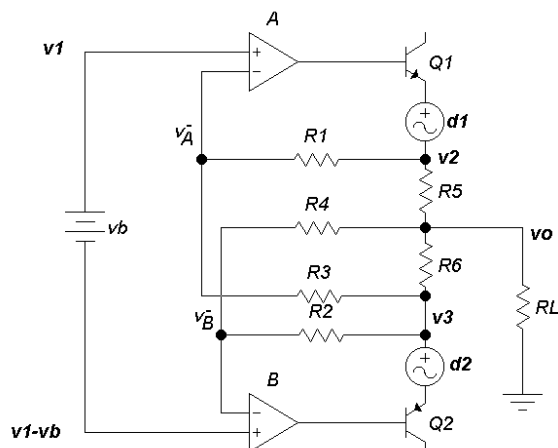 A
v1
+
−
Q1
+
d1
v̄A
R1
v2
R4
R5
vb
vo
R3
R6
RL
v̄B
R2
v3
B
−
+
d2
v1-vb
+
Q2